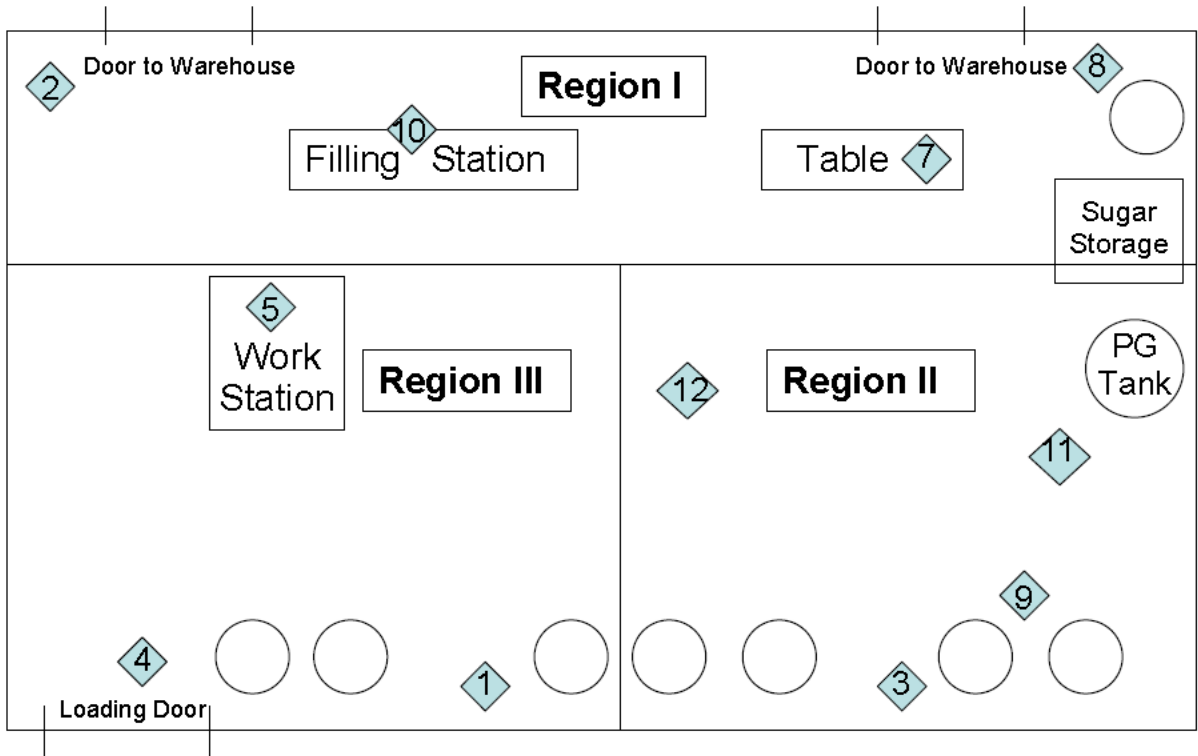 Door to Warehouse
Door to Warehouse
8
2
Region I
10
Filling Station
Table
7
Sugar
Storage
5
Work
Station
Region III
12
Region II
PG
Tank
11
9
4
1
3
Loading Door